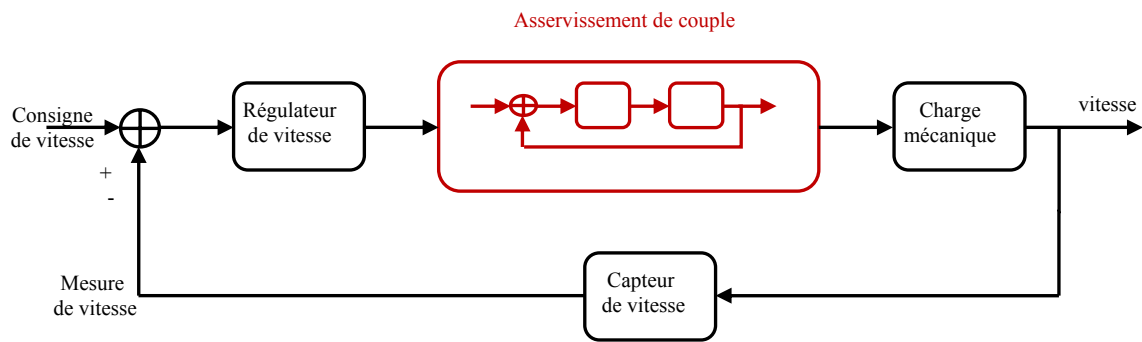 Asservissement de couple
Consigne
de vitesse
Régulateur
de vitesse
Charge
mécanique
vitesse
+
-
Mesure
de vitesse
Capteur
de vitesse